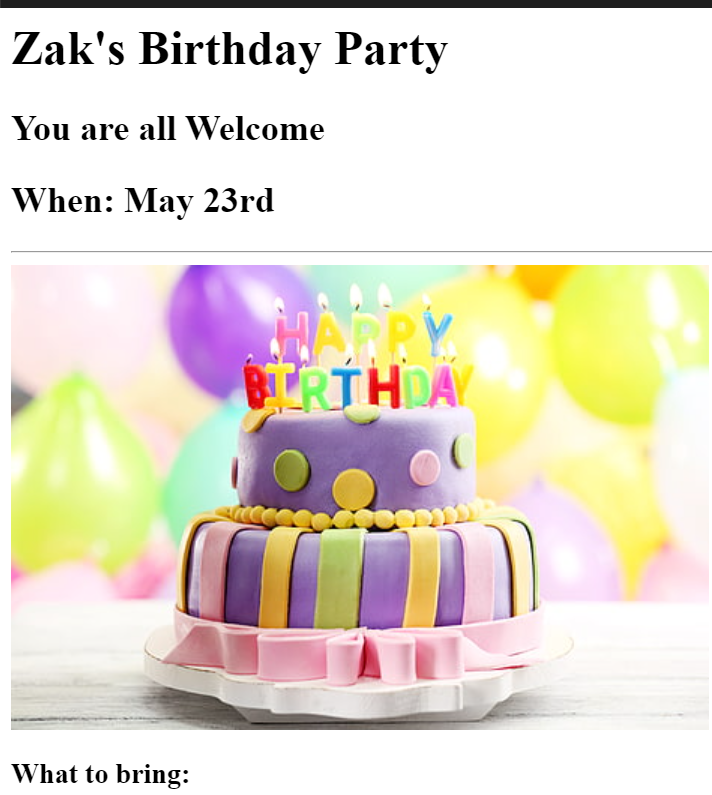 Zak's Birthday Party
You are all Welcome
When: May 23rd
HAPPY
BIRTHDAY
What to bring: